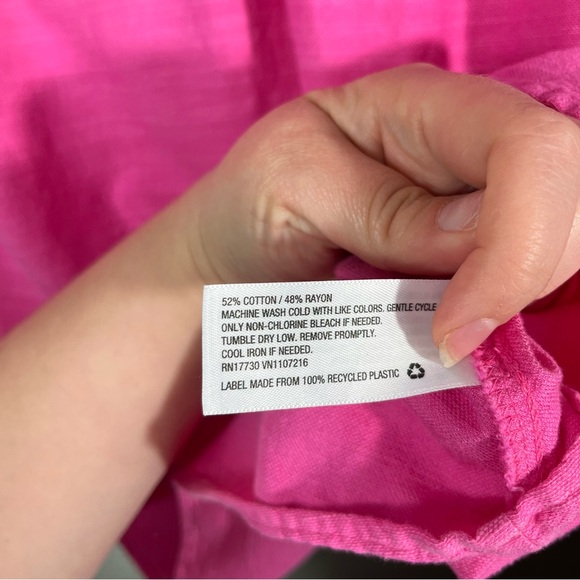 52% COTTON / 48% RAYON
MACHINE WASH COLD WITH LIKE COLORS. GENTLE CYCLE
ONLY NON-CHLORINE BLEACH IF NEEDED.
TUMBLE DRY LOW. REMOVE PROMPTLY.
COOL IRON IF NEEDED.
RN17730 VN1107216
LABEL MADE FROM 100% RECYCLED PLASTIC